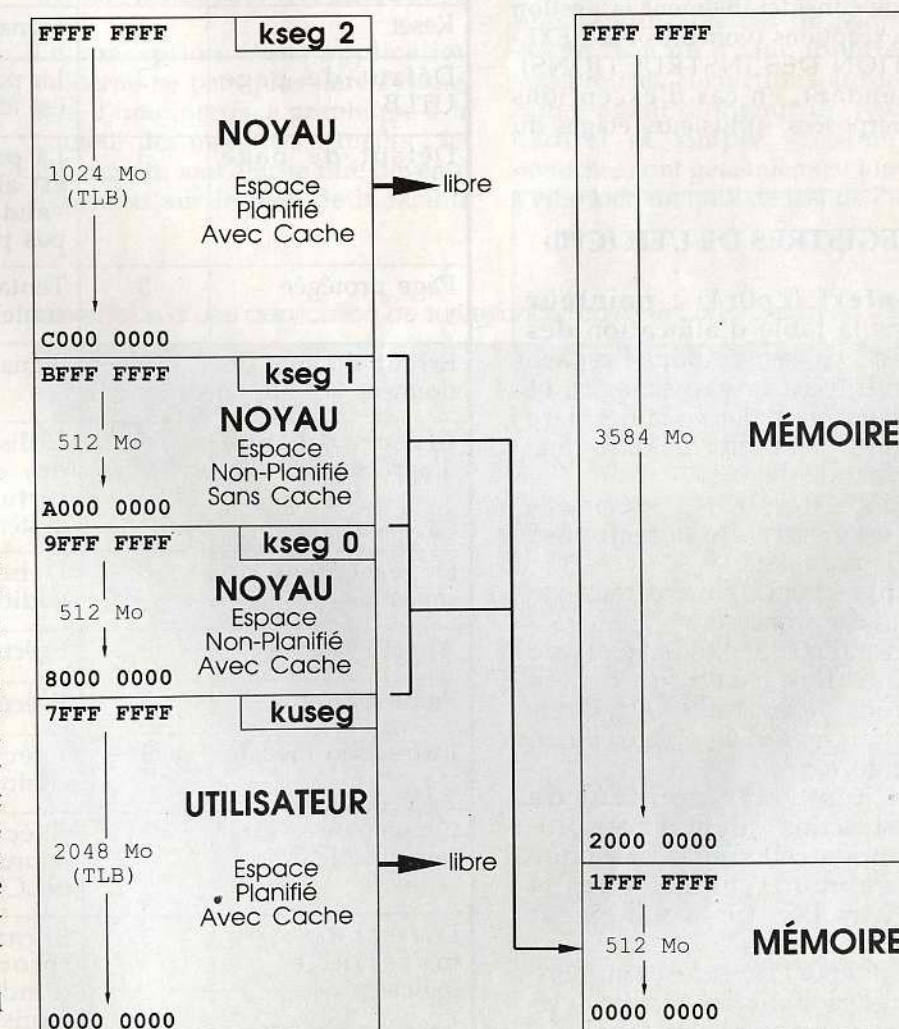 FFFF FFFF
kseg 2
NOYAU
1024 Mo
(TLB)
Espace
Planifié
Avec Cache
libre
C000 0000
BFFF FFFF
kseg 1
NOYAU
512 Mo
Espace
Non-Planifié
Sans Cache
A000 0000
9FFF FFFF
kseg 0
NOYAU
512 Mo
Espace
Non-Planifié
Avec Cache
8000 0000
7FFF FFFF
kuseg
UTILISATEUR
2048 Mo
(TLB)
Espace
Planifié
Avec Cache
libre
0000 0000
FFFF FFFF
3584 Mo
MÉMOIRE
2000 0000
1FFF FFFF
512 Mo
MÉMOIRE
0000 0000